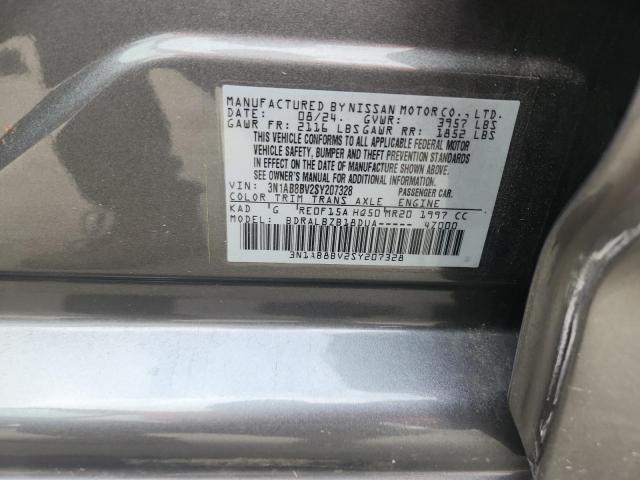 MANUFACTURED BY NISSAN MOTOR CO., LTD.
DATE: 08/24. GVWR: 3957 LBS
GAWR FR: 2116 LBS GAWR RR: 1852 LBS
THIS VEHICLE CONFORMS TO ALL APPLICABLE FEDERAL MOTOR
VEHICLE SAFETY, BUMPER AND THEFT PREVENTION STANDARDS
IN EFFECT ON THE DATE OF MANUFACTURE SHOWN ABOVE.
SEE OWNER'S MANUAL FOR ADDITIONAL INFORMATION.
VIN: 3N1AB8BV2SY207328 PASSENGER CAR.
COLOR TRIM TRANS AXLE ENGINE
KAD G RE0F15A HQ50 MR20 1997 CC
MODEL: BDRALBZB18DUA----- 4Z000
3N1AB8BV2SY207328